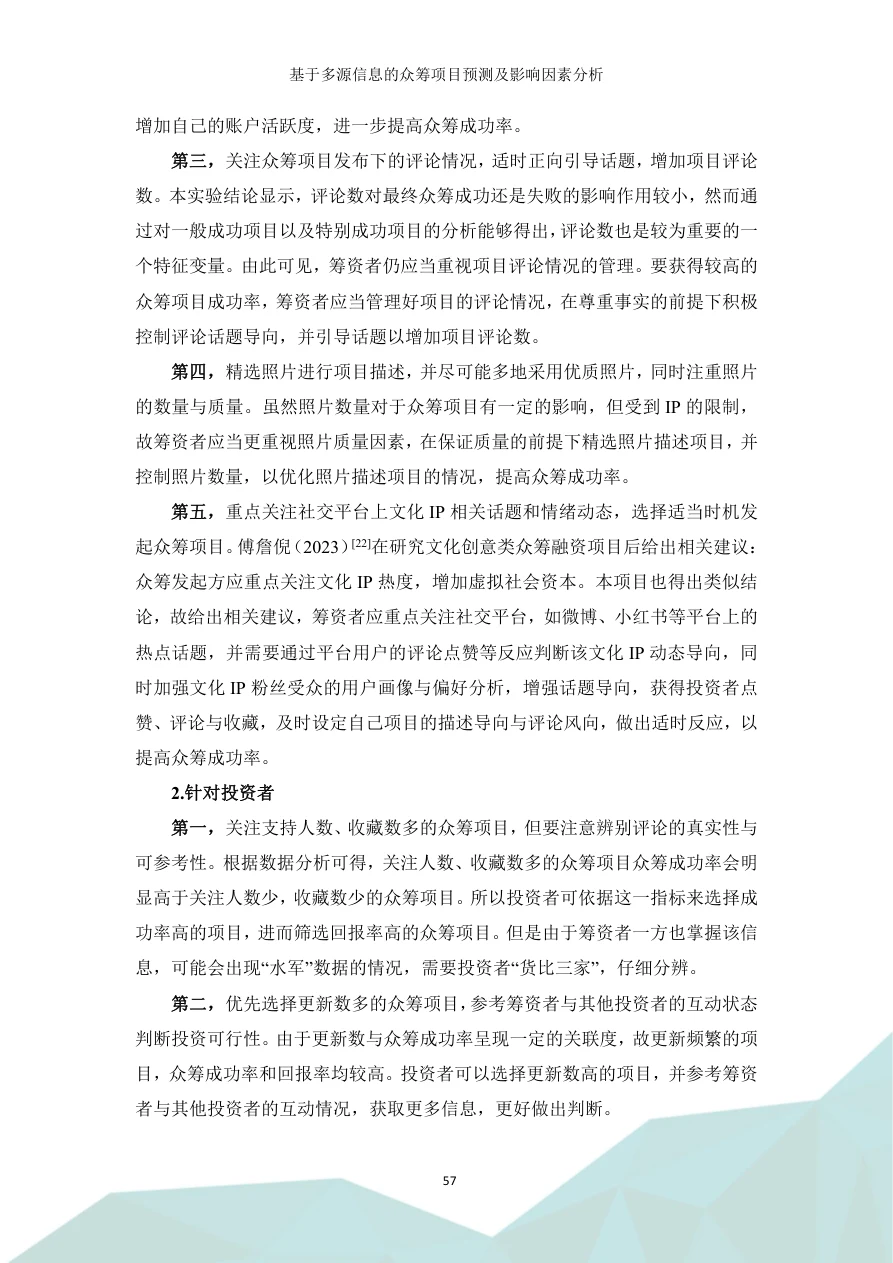 基于多源信息的众筹项目预测及影响因素分析
增加自己的账户活跃度，进一步提高众筹成功率。
第三，关注众筹项目发布下的评论情况，适时正向引导话题，增加项目评论
数。本实验结论显示，评论数对最终众筹成功还是失败的影响作用较小，然而通
过对一般成功项目以及特别成功项目的分析能够得出，评论数也是较为重要的一
个特征变量。由此可见，筹资者仍应当重视项目评论情况的管理。要获得较高的
众筹项目成功率，筹资者应当管理好项目的评论情况，在尊重事实的前提下积极
控制评论话题导向，并引导话题以增加项目评论数。
第四，精选照片进行项目描述，并尽可能多地采用优质照片，同时注重照片
的数量与质量。虽然照片数量对于众筹项目有一定的影响，但受到 IP 的限制，
故筹资者应当更重视照片质量因素，在保证质量的前提下精选照片描述项目，并
控制照片数量，以优化照片描述项目的情况，提高众筹成功率。
第五，重点关注社交平台上文化 IP 相关话题和情绪动态，选择适当时机发
起众筹项目。傅詹倪（2023）[22]在研究文化创意类众筹融资项目后给出相关建议：
众筹发起方应重点关注文化 IP 热度，增加虚拟社会资本。本项目也得出类似结
论，故给出相关建议，筹资者应重点关注社交平台，如微博、小红书等平台上的
热点话题，并需要通过平台用户的评论点赞等反应判断该文化 IP 动态导向，同
时加强文化 IP 粉丝受众的用户画像与偏好分析，增强话题导向，获得投资者点
赞、评论与收藏，及时设定自己项目的描述导向与评论风向，做出适时反应，以
提高众筹成功率。
2.针对投资者
第一，关注支持人数、收藏数多的众筹项目，但要注意辨别评论的真实性与
可参考性。根据数据分析可得，关注人数、收藏数多的众筹项目众筹成功率会明
显高于关注人数少，收藏数少的众筹项目。所以投资者可依据这一指标来选择成
功率高的项目，进而筛选回报率高的众筹项目。但是由于筹资者一方也掌握该信
息，可能会出现“水军”数据的情况，需要投资者“货比三家”，仔细分辨。
第二，优先选择更新数多的众筹项目，参考筹资者与其他投资者的互动状态
判断投资可行性。由于更新数与众筹成功率呈现一定的关联度，故更新频繁的项
目，众筹成功率和回报率均较高。投资者可以选择更新数高的项目，并参考筹资
者与其他投资者的互动情况，获取更多信息，更好做出判断。
57